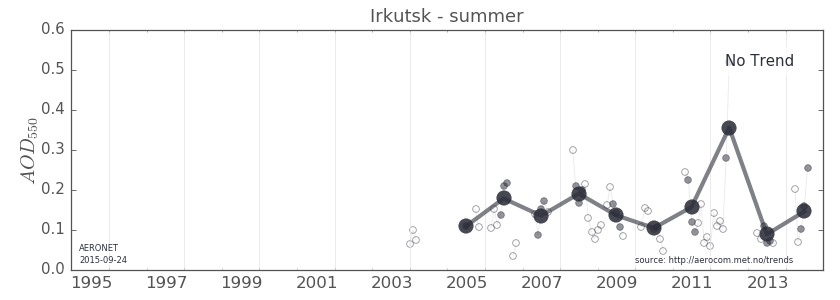 Irkutsk - summer
0.6
0.5
0.4
0.3
0.2
0.1
0.0
AOD550
No Trend
AERONET
2015-09-24
source: http://aerocom.met.no/trends
1995 1997 1999 2001 2003 2005 2007 2009 2011 2013